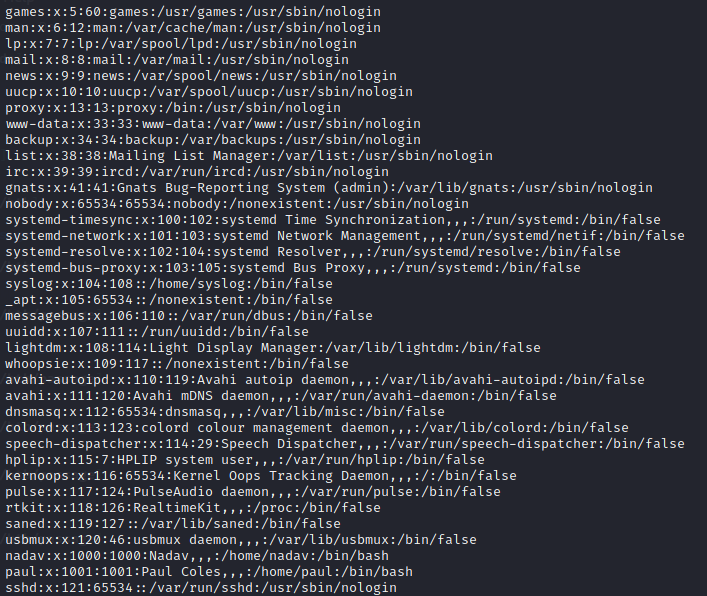 games:x:5:60:games:/usr/games:/usr/sbin/nologin
man:x:6:12:man:/var/cache/man:/usr/sbin/nologin
lp:x:7:7:lp:/var/spool/lpd:/usr/sbin/nologin
mail:x:8:8:mail:/var/mail:/usr/sbin/nologin
news:x:9:9:news:/var/spool/news:/usr/sbin/nologin
uucp:x:10:10:uucp:/var/spool/uucp:/usr/sbin/nologin
proxy:x:13:13:proxy:/bin:/usr/sbin/nologin
www-data:x:33:33:www-data:/var/www:/usr/sbin/nologin
backup:x:34:34:backup:/var/backups:/usr/sbin/nologin
list:x:38:38:Mailing List Manager:/var/list:/usr/sbin/nologin
irc:x:39:39:ircd:/var/run/ircd:/usr/sbin/nologin
gnats:x:41:41:Gnats Bug-Reporting System (admin):/var/lib/gnats:/usr/sbin/nologin
nobody:x:65534:65534:nobody:/nonexistent:/usr/sbin/nologin
systemd-timesync:x:100:102:systemd Time Synchronization,,,:/run/systemd:/bin/false
systemd-network:x:101:103:systemd Network Management,,,:/run/systemd/netif:/bin/false
systemd-resolve:x:102:104:systemd Resolver,,,:/run/systemd/resolve:/bin/false
systemd-bus-proxy:x:103:105:systemd Bus Proxy,,,:/run/systemd:/bin/false
syslog:x:104:108::/home/syslog:/bin/false
_apt:x:105:65534::/nonexistent:/bin/false
messagebus:x:106:110::/var/run/dbus:/bin/false
uuidd:x:107:111::/run/uuidd:/bin/false
lightdm:x:108:114:Light Display Manager:/var/lib/lightdm:/bin/false
whoopsie:x:109:117::/nonexistent:/bin/false
avahi-autoipd:x:110:119:Avahi autoip daemon,,,:/var/lib/avahi-autoipd:/bin/false
avahi:x:111:120:Avahi mDNS daemon,,,:/var/run/avahi-daemon:/bin/false
dnsmasq:x:112:65534:dnsmasq,,,:/var/lib/misc:/bin/false
colord:x:113:123:colord colour management daemon,,,:/var/lib/colord:/bin/false
speech-dispatcher:x:114:29:Speech Dispatcher,,,:/var/run/speech-dispatcher:/bin/false
hplip:x:115:7:HPLIP system user,,,:/var/run/hplip:/bin/false
kernoops:x:116:65534:Kernel Oops Tracking Daemon,,,:/:/bin/false
pulse:x:117:124:PulseAudio daemon,,,:/var/run/pulse:/bin/false
rtkit:x:118:126:RealtimeKit,,,:/proc:/bin/false
saned:x:119:127::/var/lib/saned:/bin/false
usbmux:x:120:46:usbmux daemon,,,:/var/lib/usbmux:/bin/false
nadav:x:1000:1000:Nadav,,,:/home/nadav:/bin/bash
paul:x:1001:1001:Paul Coles,,,:/home/paul:/bin/bash
sshd:x:121:65534::/var/run/sshd:/usr/sbin/nologin